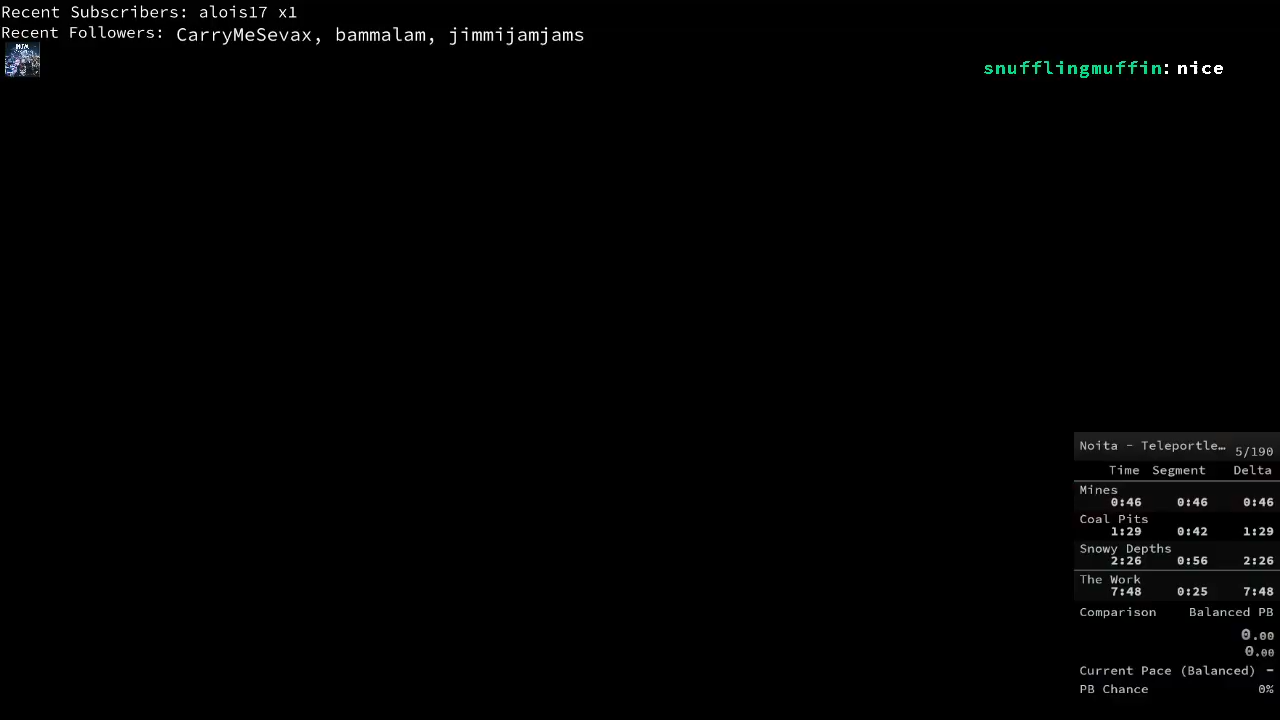 Recent Subscribers: alois17 x1
Recent Followers: CarryMeSevax, bammalam, jimmijamjams
snufflingmuffin: nice
Noita - Teleportle… 5/190
Time Segment Delta
Mines
0:46 0:46 0:46
Coal Pits
1:29 0:42 1:29
Snowy Depths
2:26 0:56 2:26
The Work
7:48 0:25 7:48
Comparison Balanced PB
0.00
0.00
Current Pace (Balanced) -
PB Chance 0%